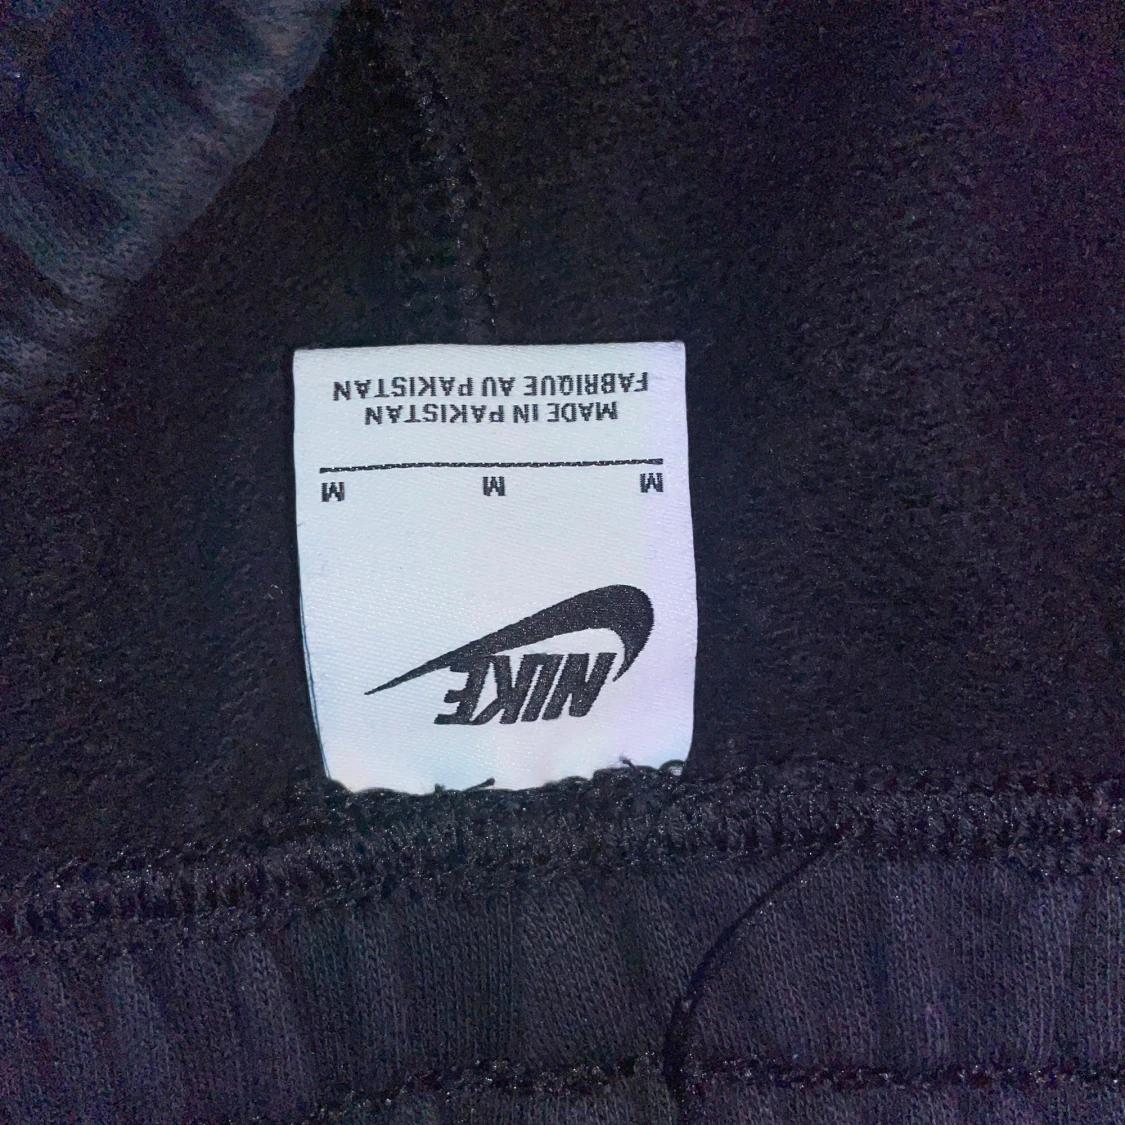 NIKE
M M M
MADE IN PAKISTAN
FABRIQUE AU PAKISTAN